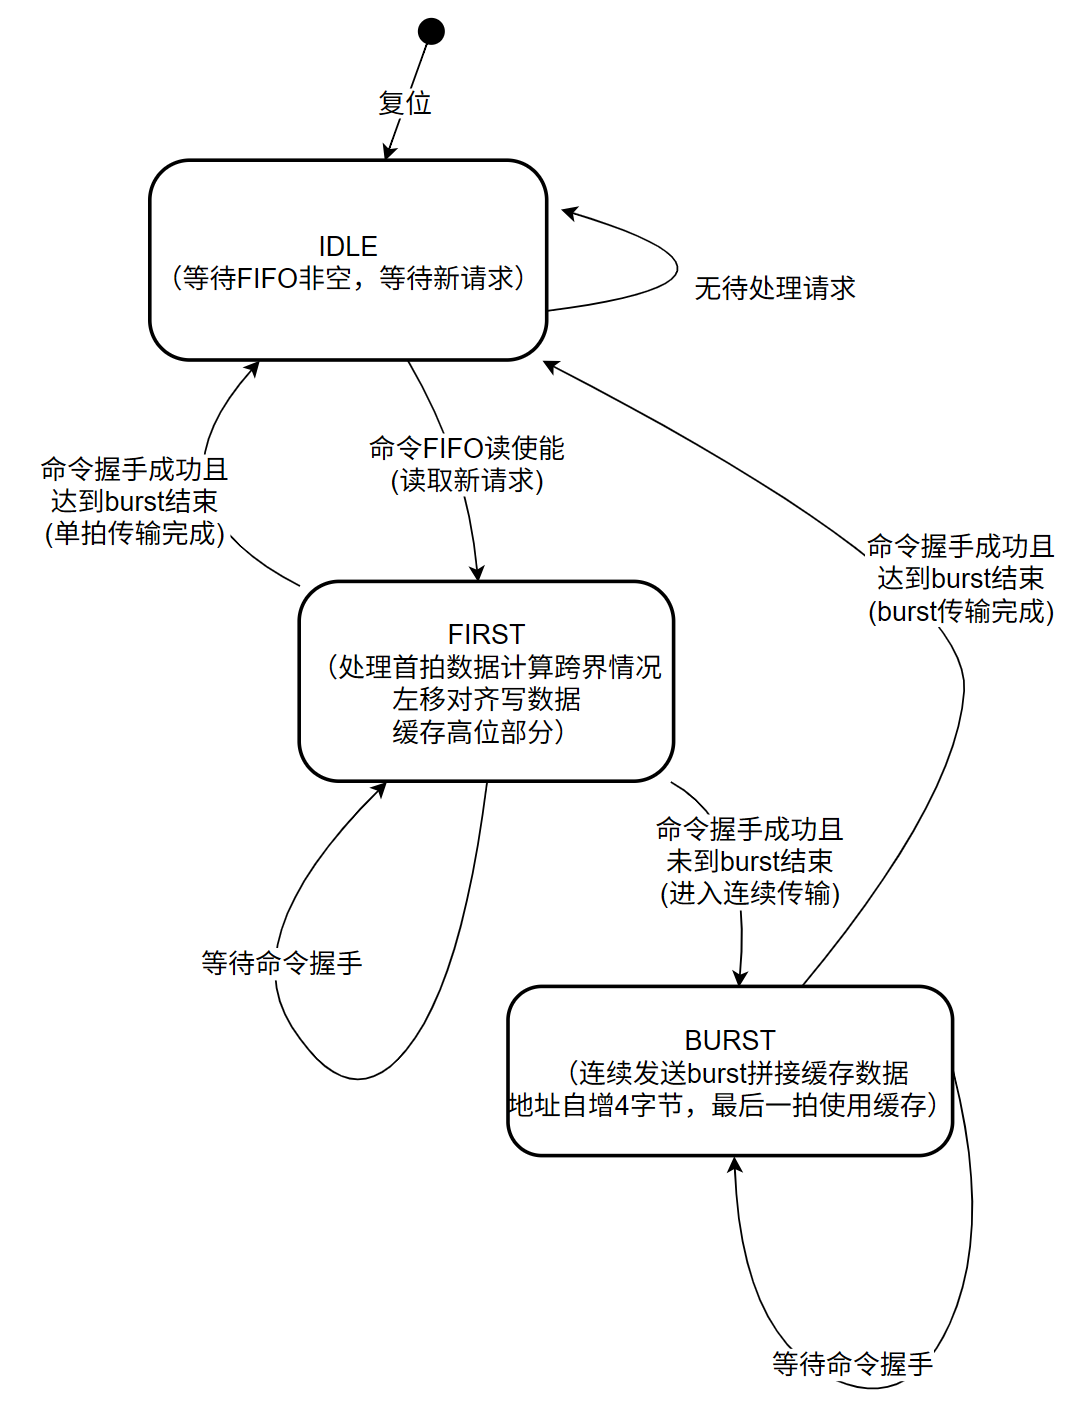 复位
IDLE
（等待FIFO非空，等待新请求）
无待处理请求
命令FIFO读使能
(读取新请求)
命令握手成功且
达到burst结束
(单拍传输完成)
命令握手成功且
达到burst结束
(burst传输完成)
FIRST
（处理首拍数据计算跨界情况
左移对齐写数据
缓存高位部分）
命令握手成功且
未到burst结束
(进入连续传输)
等待命令握手
BURST
（连续发送burst拼接缓存数据
地址自增4字节，最后一拍使用缓存）
等待命令握手